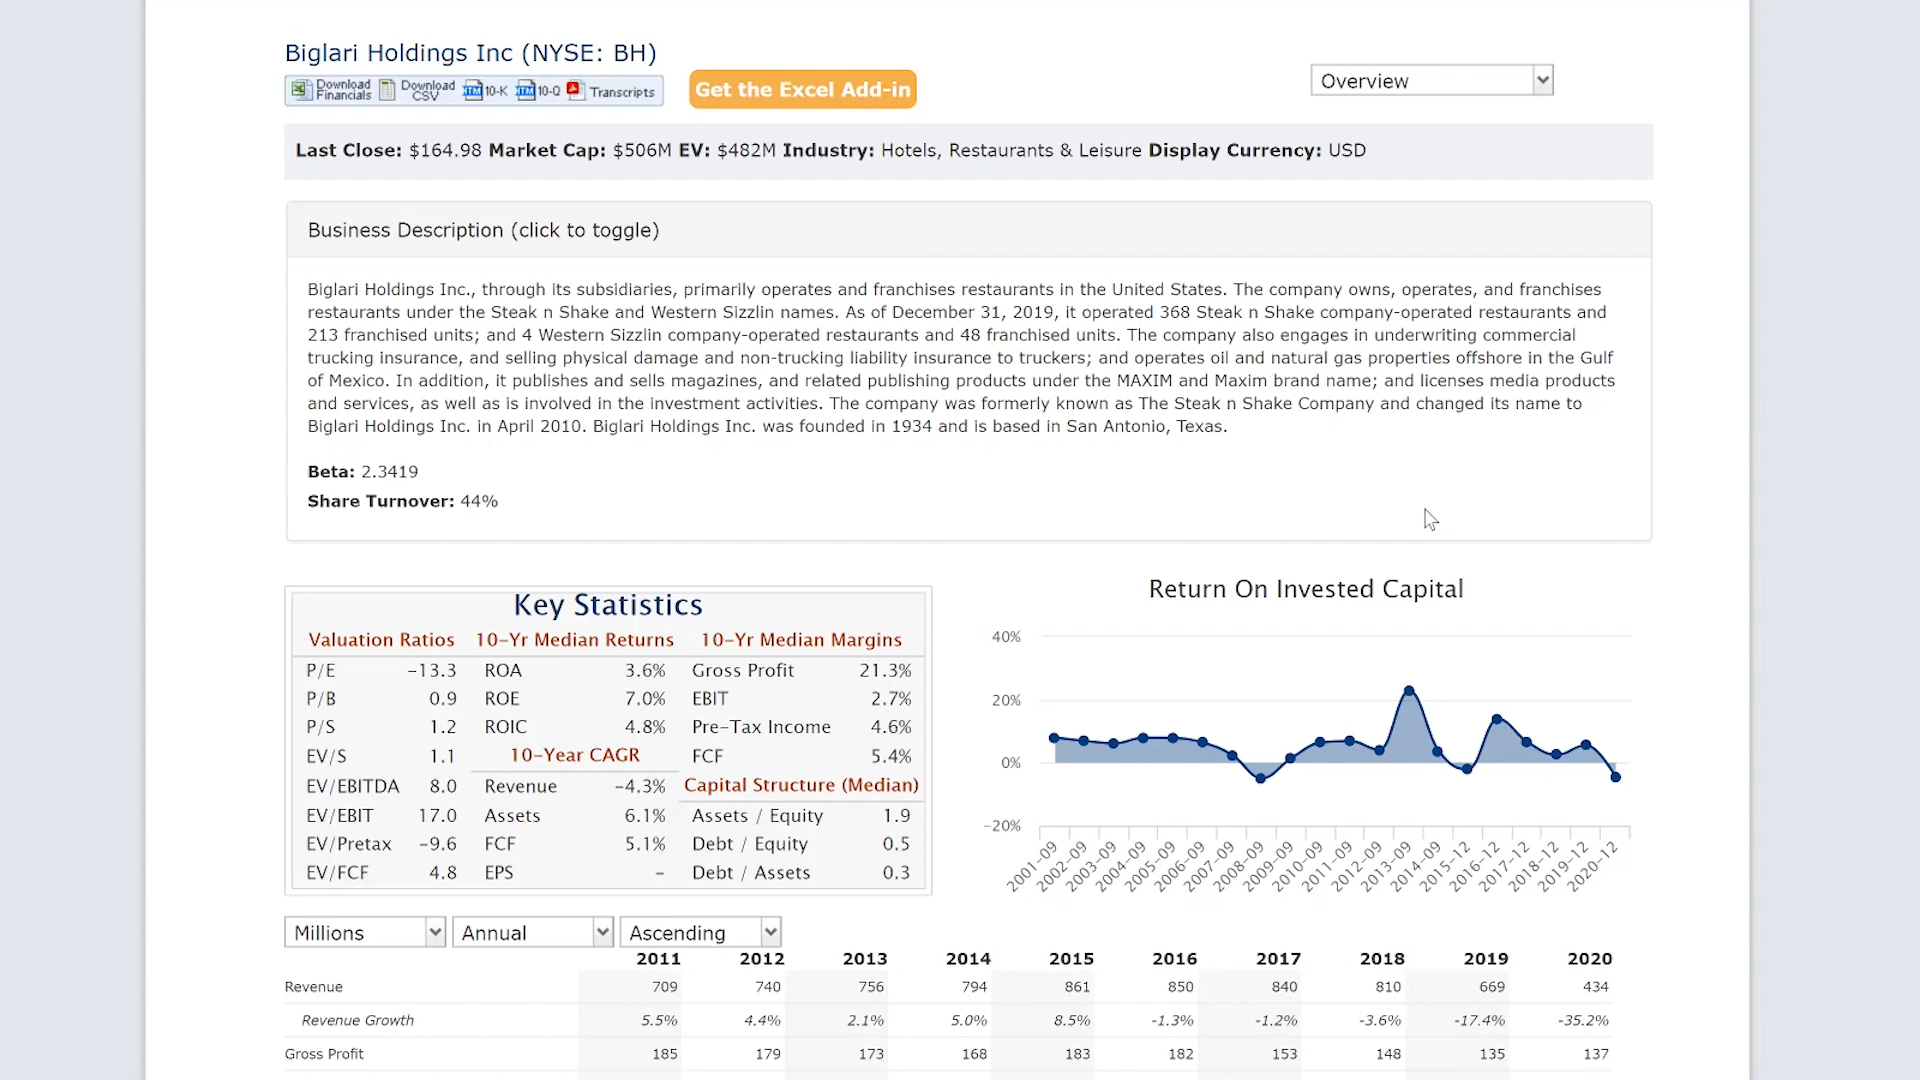 Biglari Holdings Inc (NYSE: BH)
Download Financials Download CSV 10-K 10-Q Transcripts
Get the Excel Add-in
Overview
Last Close: $164.98 Market Cap: $506M EV: $482M Industry: Hotels, Restaurants & Leisure Display Currency: USD
Business Description (click to toggle)
Biglari Holdings Inc., through its subsidiaries, primarily operates and franchises restaurants in the United States. The company owns, operates, and franchises
restaurants under the Steak n Shake and Western Sizzlin names. As of December 31, 2019, it operated 368 Steak n Shake company-operated restaurants and
213 franchised units; and 4 Western Sizzlin company-operated restaurants and 48 franchised units. The company also engages in underwriting commercial
trucking insurance, and selling physical damage and non-trucking liability insurance to truckers; and operates oil and natural gas properties offshore in the Gulf
of Mexico. In addition, it publishes and sells magazines, and related publishing products under the MAXIM and Maxim brand name; and licenses media products
and services, as well as is involved in the investment activities. The company was formerly known as The Steak n Shake Company and changed its name to
Biglari Holdings Inc. in April 2010. Biglari Holdings Inc. was founded in 1934 and is based in San Antonio, Texas.
Beta: 2.3419
Share Turnover: 44%
Key Statistics
Valuation Ratios 10-Yr Median Returns 10-Yr Median Margins
P/E -13.3 ROA 3.6% Gross Profit 21.3%
P/B 0.9 ROE 7.0% EBIT 2.7%
P/S 1.2 ROIC 4.8% Pre-Tax Income 4.6%
EV/S 1.1 10-Year CAGR FCF 5.4%
EV/EBITDA 8.0 Revenue -4.3% Capital Structure (Median)
EV/EBIT 17.0 Assets 6.1% Assets / Equity 1.9
EV/Pretax -9.6 FCF 5.1% Debt / Equity 0.5
EV/FCF 4.8 EPS - Debt / Assets 0.3
Return On Invested Capital
40%
20%
0%
-20%
2001-09 2002-09 2003-09 2004-09 2005-09 2006-09 2007-09 2008-09 2009-09 2010-09 2011-09 2012-09 2013-09 2014-09 2015-12 2016-12 2017-12 2018-12 2019-12 2020-12
Millions Annual Ascending
2011 2012 2013 2014 2015 2016 2017 2018 2019 2020
Revenue 709 740 756 794 861 850 840 810 669 434
Revenue Growth 5.5% 4.4% 2.1% 5.0% 8.5% -1.3% -1.2% -3.6% -17.4% -35.2%
Gross Profit 185 179 173 168 183 182 153 148 135 137